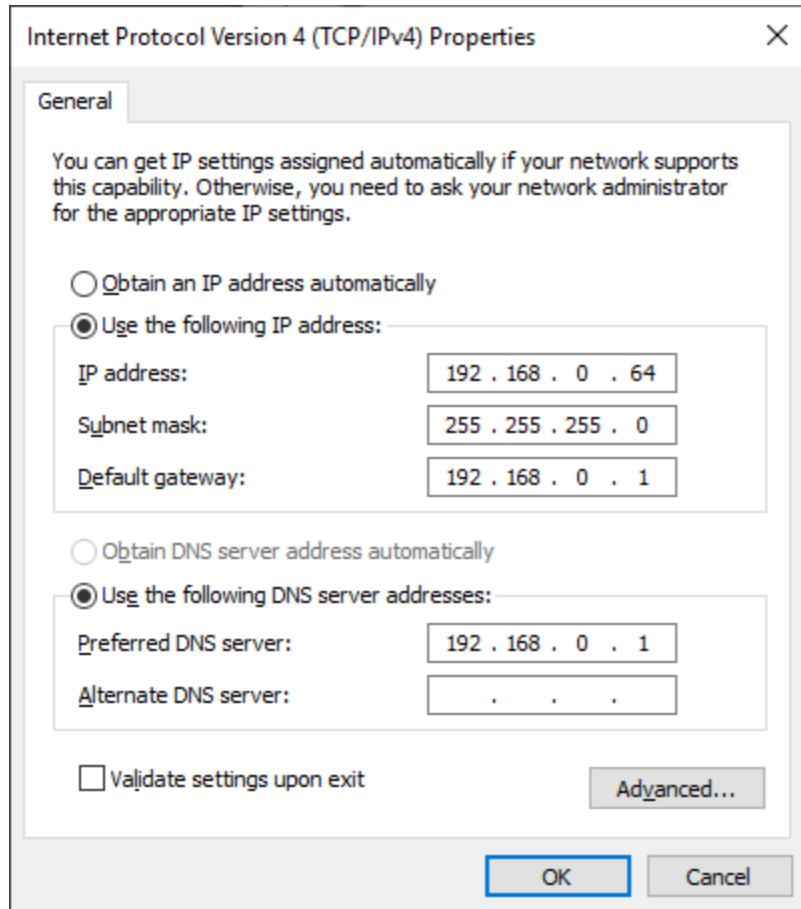 Internet Protocol Version 4 (TCP/IPv4) Properties
General
You can get IP settings assigned automatically if your network supports
this capability. Otherwise, you need to ask your network administrator
for the appropriate IP settings.
Obtain an IP address automatically
Use the following IP address:
IP address: 192 . 168 . 0 . 64
Subnet mask: 255 . 255 . 255 . 0
Default gateway: 192 . 168 . 0 . 1
Obtain DNS server address automatically
Use the following DNS server addresses:
Preferred DNS server: 192 . 168 . 0 . 1
Alternate DNS server: . . .
Validate settings upon exit
Advanced...
OK Cancel